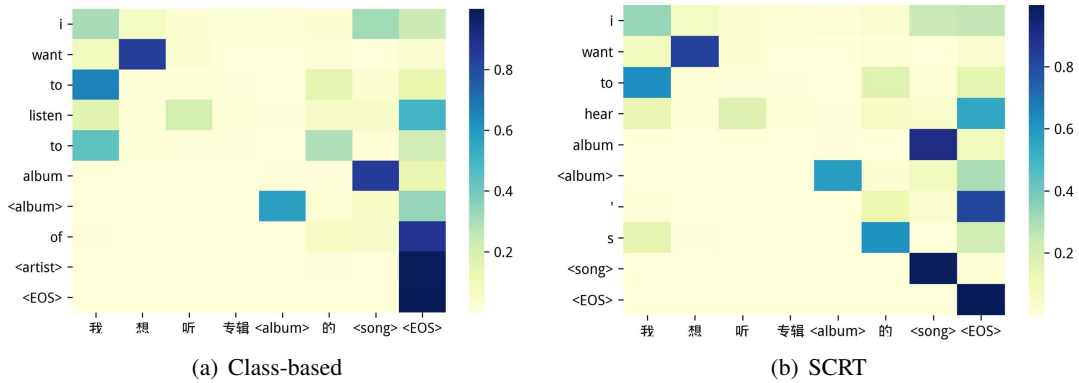 i
want
to
listen
to
album
<album>
of
<artist>
<EOS>
我 想 听 专辑 <album> 的 <song> <EOS>
0.8
0.6
0.4
0.2
(a) Class-based
i
want
to
hear
album
<album>
'
s
<song>
<EOS>
我 想 听 专辑 <album> 的 <song> <EOS>
0.8
0.6
0.4
0.2
(b) SCRT